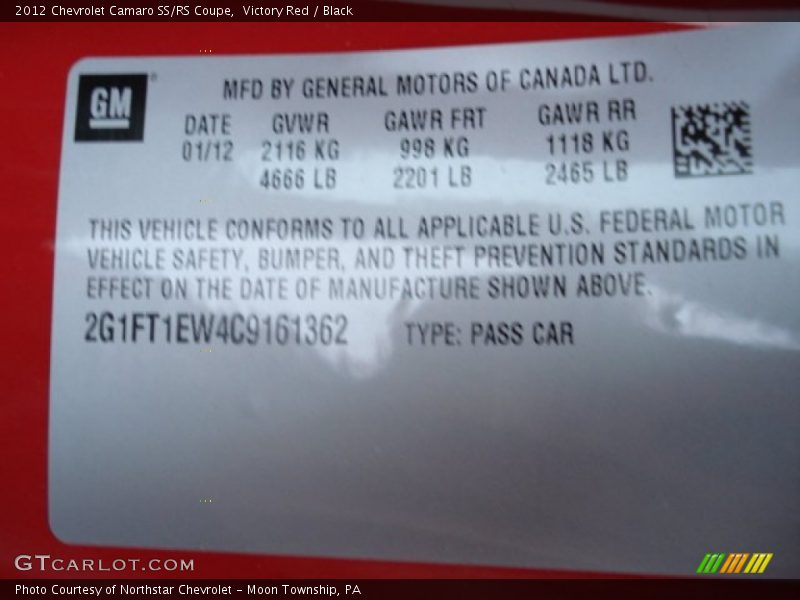 2012 Chevrolet Camaro SS/RS Coupe,  Victory Red / Black
GM
®
MFD BY GENERAL MOTORS OF CANADA LTD.
DATE GVWR GAWR FRT GAWR RR
01/12 2116 KG 998 KG 1118 KG
4666 LB 2201 LB 2465 LB
THIS VEHICLE CONFORMS TO ALL APPLICABLE U.S. FEDERAL MOTOR
VEHICLE SAFETY, BUMPER, AND THEFT PREVENTION STANDARDS IN
EFFECT ON THE DATE OF MANUFACTURE SHOWN ABOVE.
2G1FT1EW4C9161362 TYPE: PASS CAR
GTCARLOT.COM
Photo Courtesy of Northstar Chevrolet - Moon Township, PA